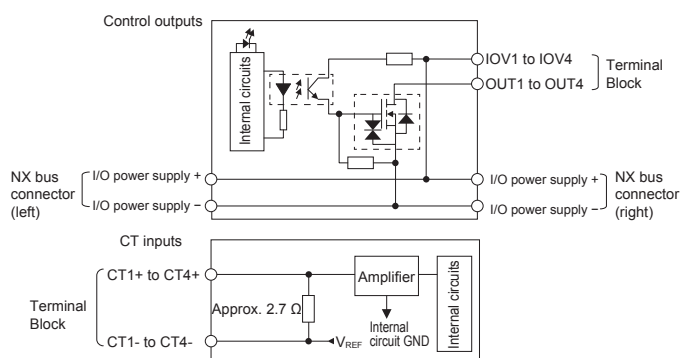 Control outputs
Internal circuits
IOV1 to IOV4
OUT1 to OUT4
Terminal
Block
NX bus
connector
(left)
I/O power supply +
I/O power supply −
I/O power supply +
I/O power supply −
NX bus
connector
(right)
CT inputs
Terminal
Block
CT1+ to CT4+
CT1- to CT4-
Approx. 2.7 Ω
Amplifier
Internal
circuit GND
VREF
Internal circuits